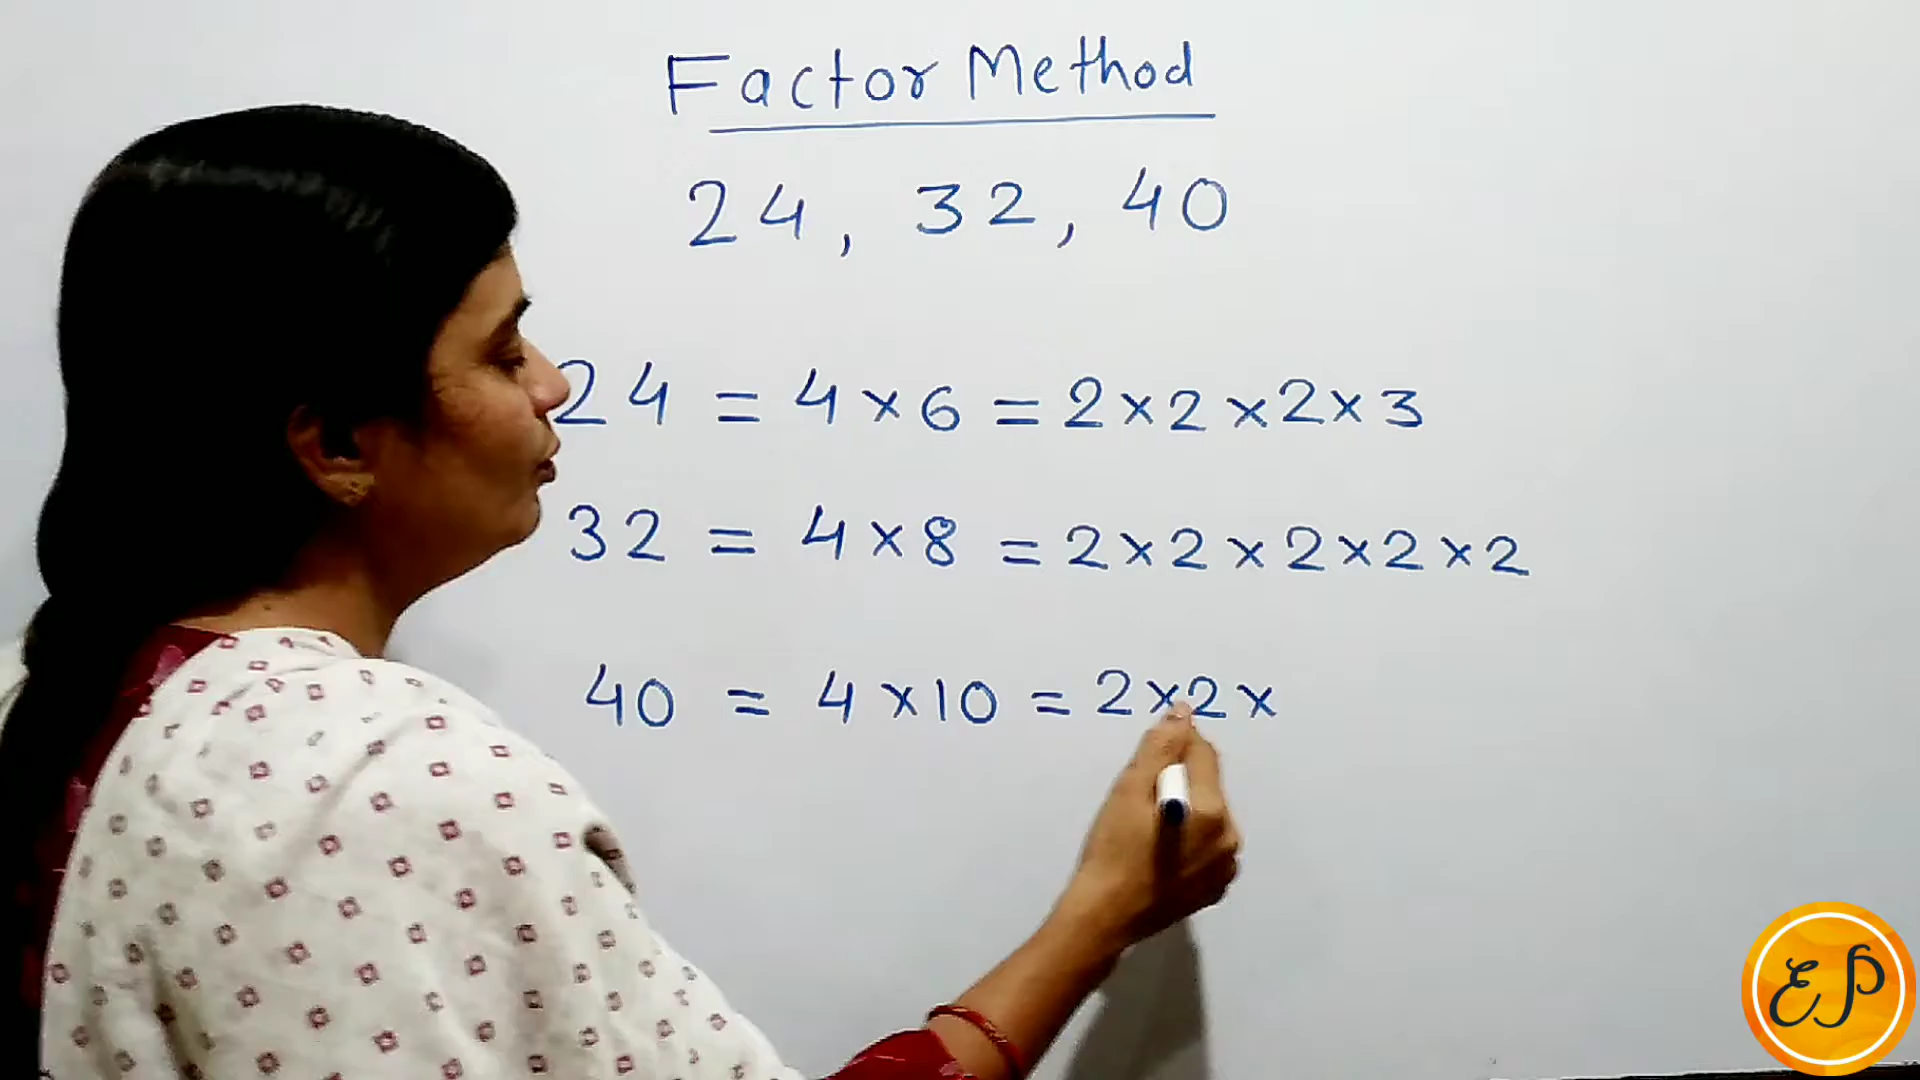 Factor Method
24, 32, 40
24 = 4 × 6 = 2 × 2 × 2 × 3
32 = 4 × 8 = 2 × 2 × 2 × 2 × 2
40 = 4 × 10 = 2 × 2 ×
EP